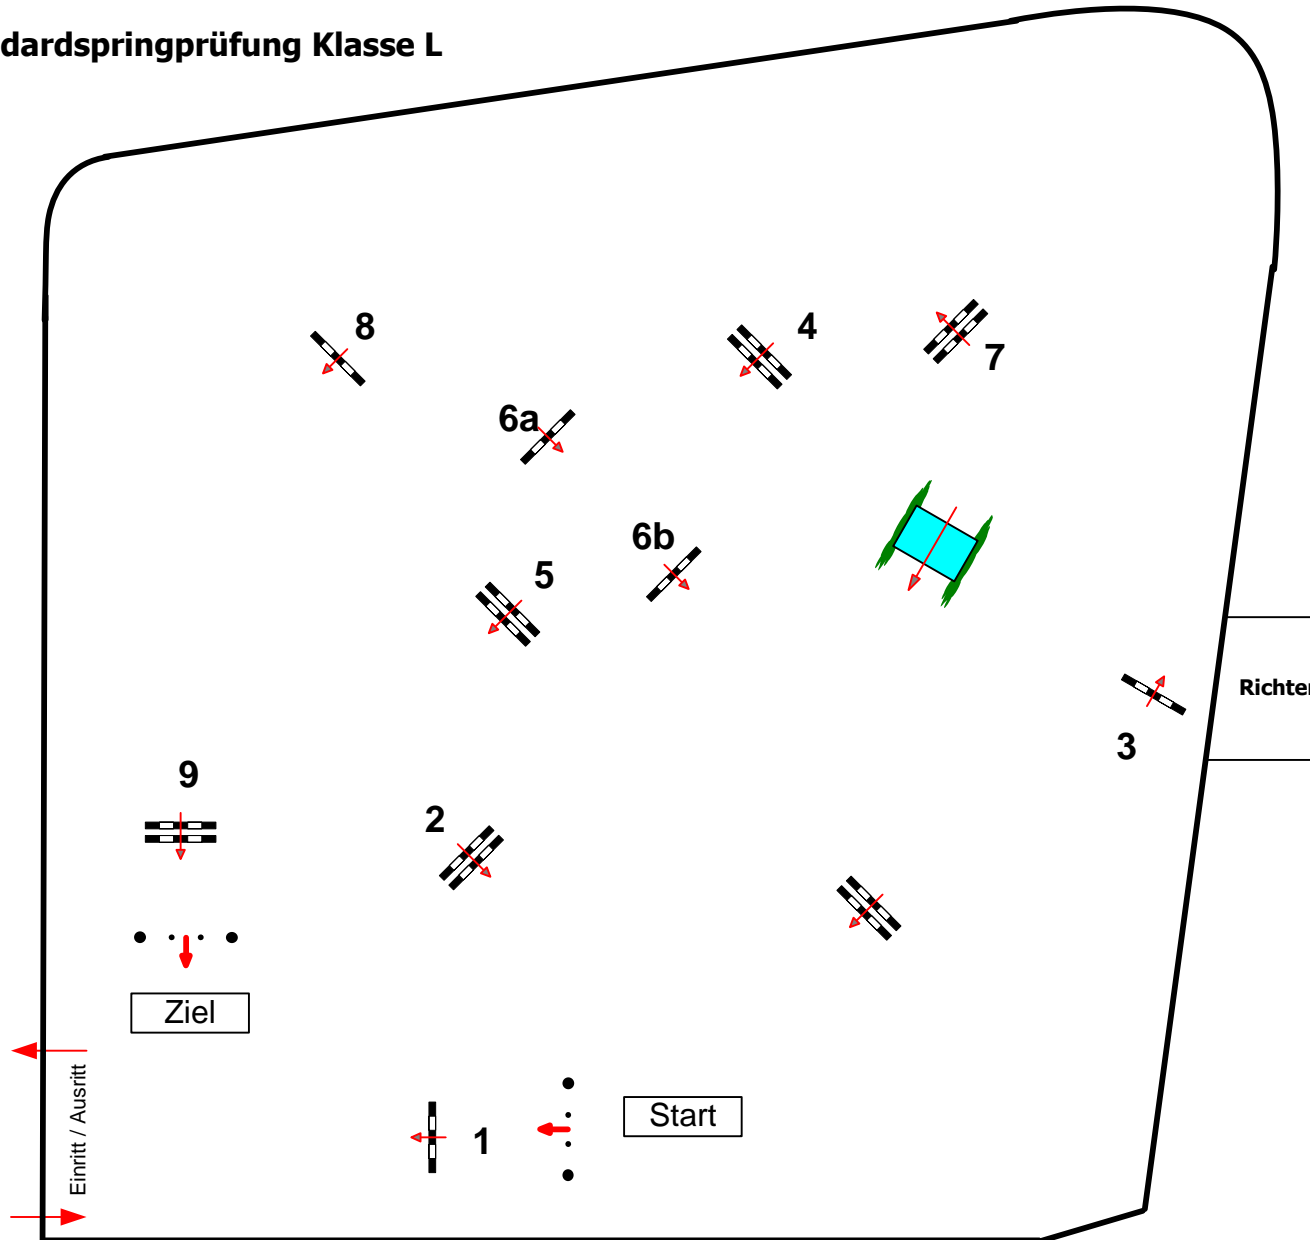 dardspringprüfung Klasse L
8
4
7
6a
6b
5
Richter
3
9
2
Ziel
Einritt / Ausritt
Start
1